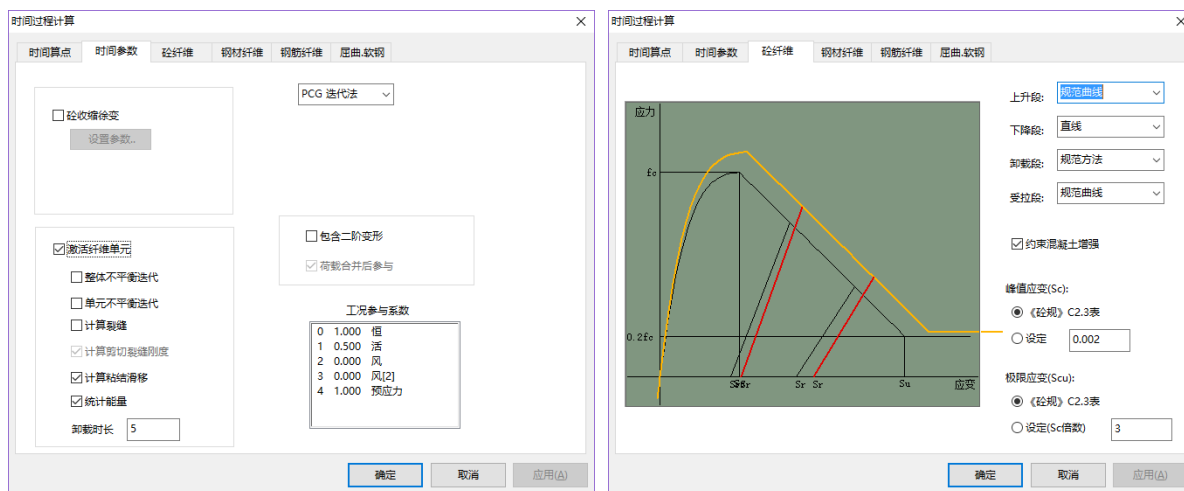 时间过程计算
时间算点 时间参数 砼纤维 钢材纤维 钢筋纤维 屈曲.软钢
PCG 迭代法
砼收缩徐变
设置参数..
包含二阶变形
荷载合并后参与
激活纤维单元
整体不平衡迭代
单元不平衡迭代
计算裂缝
计算剪切裂缝刚度
计算粘结滑移
统计能量
卸载时长 5
工况参与系数
0 1.000 恒
1 0.500 活
2 0.000 风
3 0.000 风[2]
4 1.000 预应力
确定 取消 应用(A)
时间过程计算
时间算点 时间参数 砼纤维 钢材纤维 钢筋纤维 屈曲.软钢
应力
fc
0.2fc
Sr Sr Su 应变
上升段: 规范曲线
下降段: 直线
卸载段: 规范方法
受拉段: 规范曲线
约束混凝土增强
峰值应变(Sc):
《砼规》C2.3表
设定 0.002
极限应变(Scu):
《砼规》C2.3表
设定(Sc倍数) 3
确定 取消 应用(A)